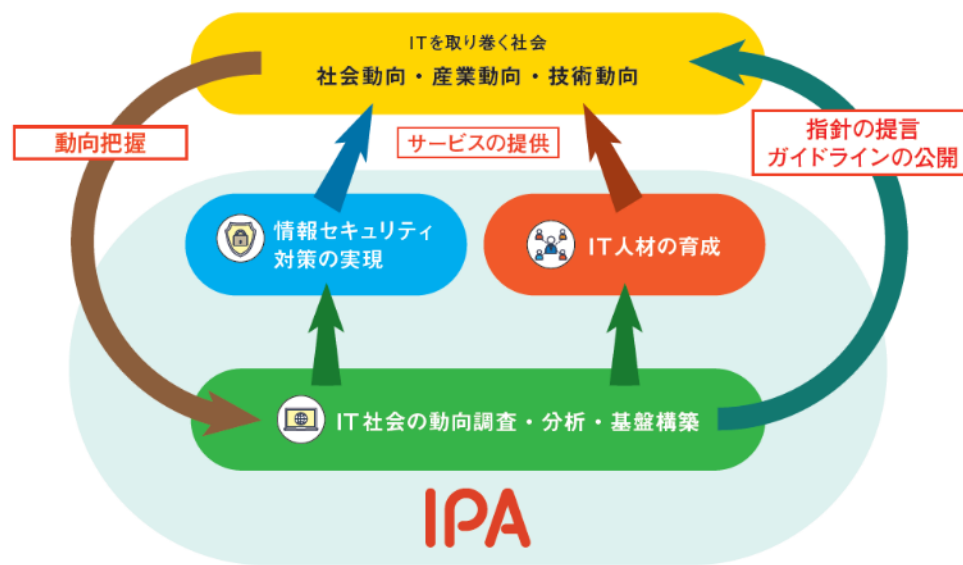 ITを取り巻く社会
社会動向・産業動向・技術動向
動向把握
サービスの提供
指針の提言
ガイドラインの公開
情報セキュリティ
対策の実現
IT人材の育成
IT社会の動向調査・分析・基盤構築
IPA